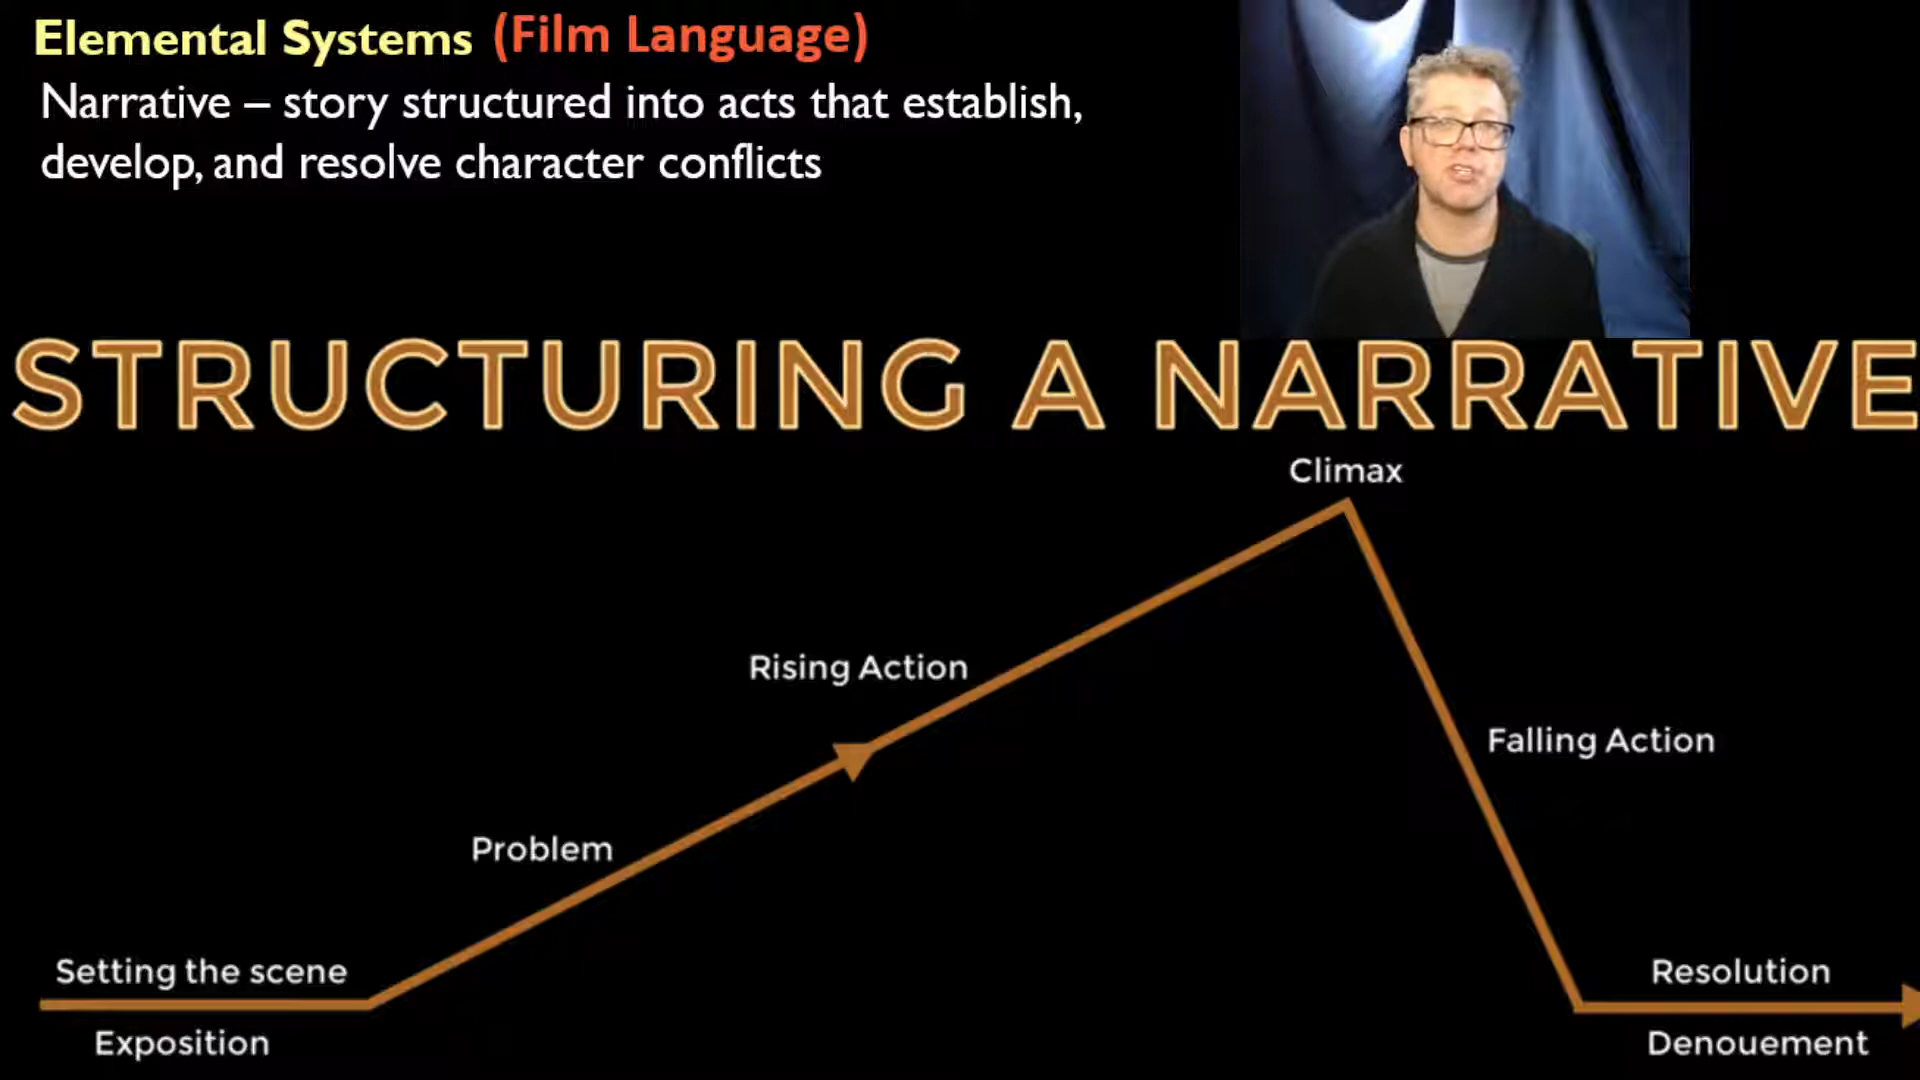 Elemental Systems (Film Language)
Narrative – story structured into acts that establish,
develop, and resolve character conflicts
STRUCTURING A NARRATIVE
Climax
Rising Action
Falling Action
Problem
Setting the scene
Resolution
Exposition
Denouement